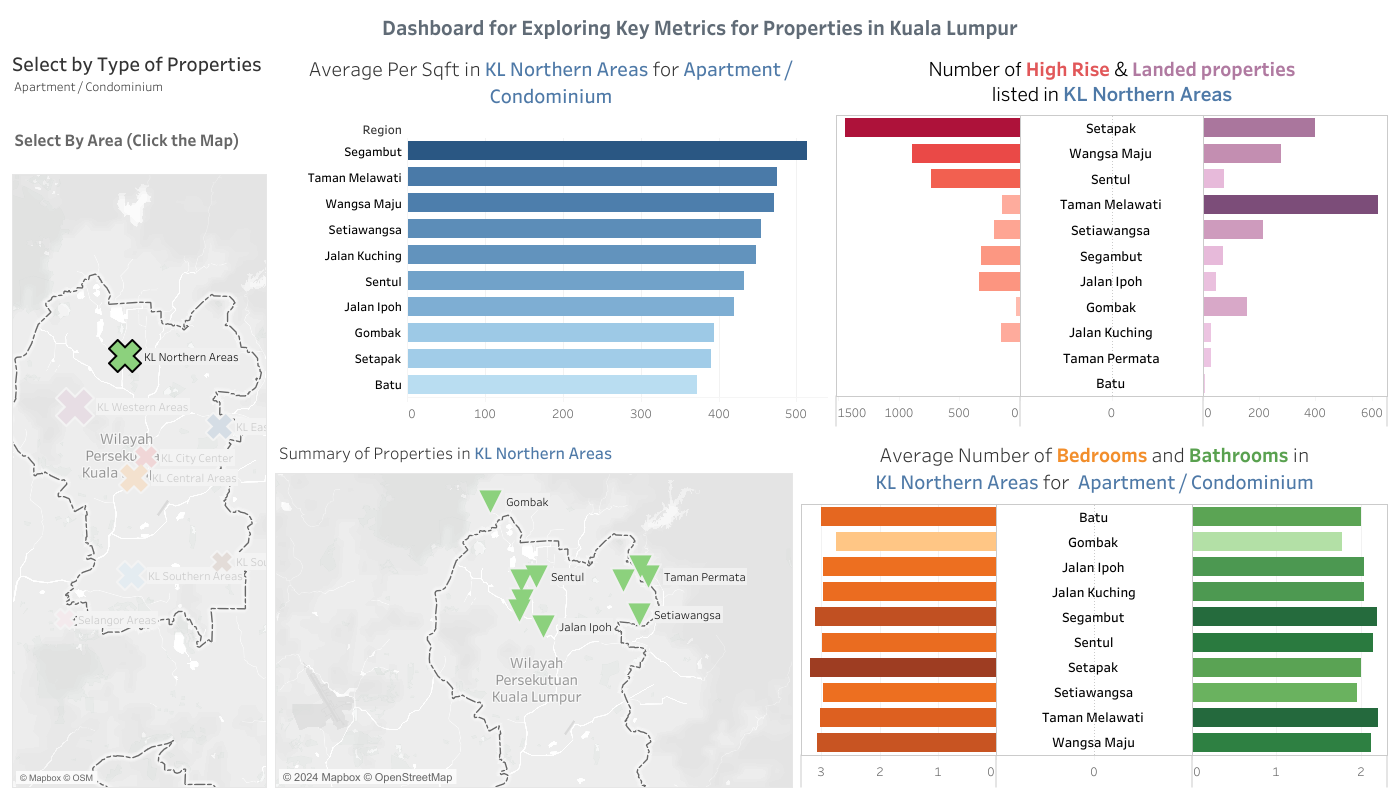 Dashboard for Exploring Key Metrics for Properties in Kuala Lumpur
Select by Type of Properties
Apartment / Condominium
Select By Area (Click the Map)
KL Northern Areas
KL Western Areas
KL Eas
Wilayah
Perseku
Kuala
KL City Center
KL Central Areas
KL Sou
KL Southern Areas
Selangor Areas
© Mapbox © OSM
Average Per Sqft in KL Northern Areas for Apartment /
Condominium
Region
Segambut
Taman Melawati
Wangsa Maju
Setiawangsa
Jalan Kuching
Sentul
Jalan Ipoh
Gombak
Setapak
Batu
0 100 200 300 400 500
Number of High Rise & Landed properties
listed in KL Northern Areas
Setapak
Wangsa Maju
Sentul
Taman Melawati
Setiawangsa
Segambut
Jalan Ipoh
Gombak
Jalan Kuching
Taman Permata
Batu
1500 1000 500 0 0 0 200 400 600
Summary of Properties in KL Northern Areas
Gombak
Sentul
Taman Permata
Setiawangsa
Jalan Ipoh
Wilayah
Persekutuan
Kuala Lumpur
© 2024 Mapbox © OpenStreetMap
Average Number of Bedrooms and Bathrooms in
KL Northern Areas for Apartment / Condominium
Batu
Gombak
Jalan Ipoh
Jalan Kuching
Segambut
Sentul
Setapak
Setiawangsa
Taman Melawati
Wangsa Maju
3 2 1 0 0 0 1 2